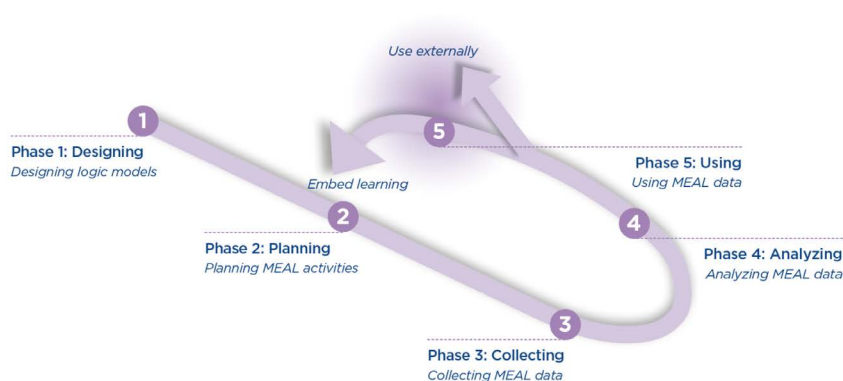 Use externally
1
5
Phase 1: Designing
Designing logic models
Embed learning
Phase 5: Using
Using MEAL data
2
4
Phase 2: Planning
Planning MEAL activities
Phase 4: Analyzing
Analyzing MEAL data
3
Phase 3: Collecting
Collecting MEAL data